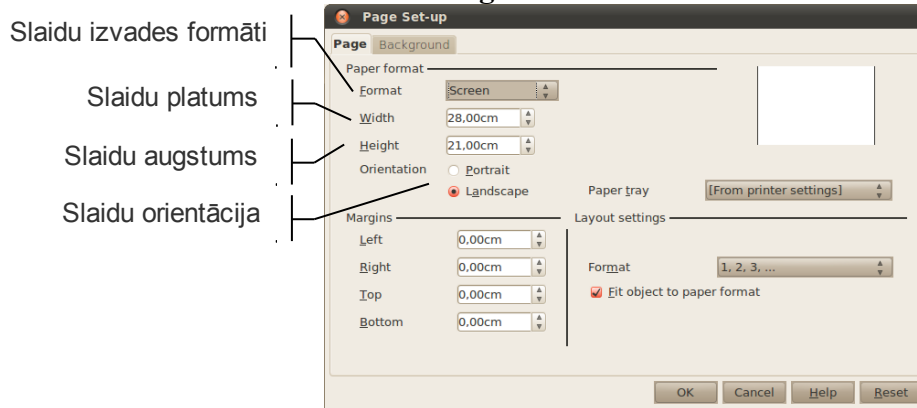 Page Set-up
Page Background
Slaidu izvades formāti
Slaidu platums
Slaidu augstums
Slaidu orientācija
Paper format
Format Screen
Width 28,00cm
Height 21,00cm
Orientation Portrait
Landscape
Paper tray [From printer settings]
Margins
Left 0,00cm
Right 0,00cm
Top 0,00cm
Bottom 0,00cm
Layout settings
Format 1, 2, 3, ...
Fit object to paper format
OK Cancel Help Reset